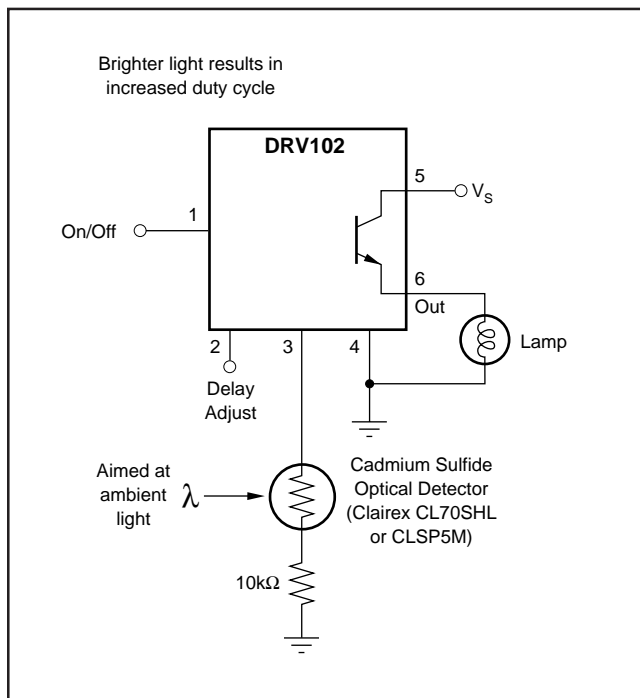 Brighter light results in
increased duty cycle
DRV102
5
V_S
1
On/Off
6
Out
Lamp
2
3
4
Delay
Adjust
Aimed at
ambient
light
λ
Cadmium Sulfide
Optical Detector
(Clairex CL70SHL
or CLSP5M)
10kΩ